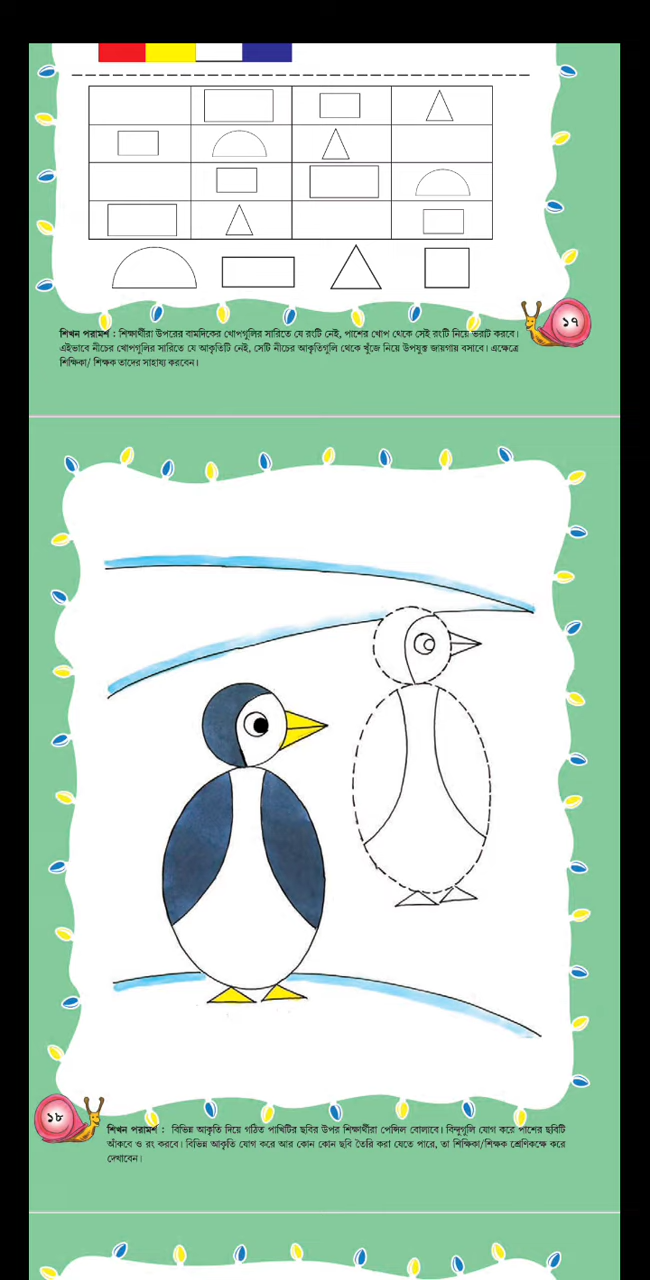 ১৭
শিখন পরামর্শ : শিক্ষার্থীরা উপরের বামদিকের খোপগুলির সারিতে যে রংটি নেই, পাশের খোপ থেকে সেই রংটি নিয়ে ভরাট করবে।
এইভাবে নীচের খোপগুলির সারিতে যে আকৃতিটি নেই, সেটি নীচের আকৃতিগুলি থেকে খুঁজে নিয়ে উপযুক্ত জায়গায় বসাবে। এক্ষেত্রে
শিক্ষিকা/ শিক্ষক তাদের সাহায্য করবেন।
১৮
শিখন পরামর্শ : বিভিন্ন আকৃতি দিয়ে গঠিত পাখিটির ছবির উপর শিক্ষার্থীরা পেন্সিল বোলাবে। বিন্দুগুলি যোগ করে পাশের ছবিটি
আঁকবে ও রং করবে। বিভিন্ন আকৃতি যোগ করে আর কোন কোন ছবি তৈরি করা যেতে পারে, তা শিক্ষিকা/শিক্ষক শ্রেণিকক্ষে করে
দেখাবেন।